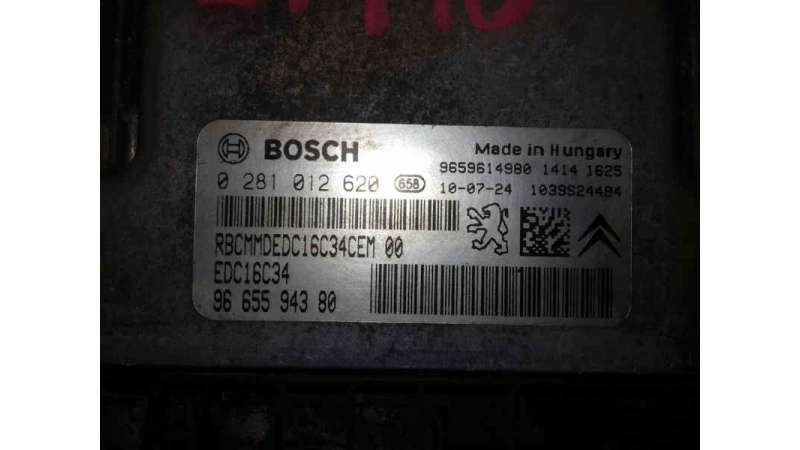 BOSCH
Made in Hungary
0 281 012 620 658
9659614980 1414 1625
10-07-24 1039S24484
RBCMMDEDC16C34CEM 00
EDC16C34
96 655 943 80